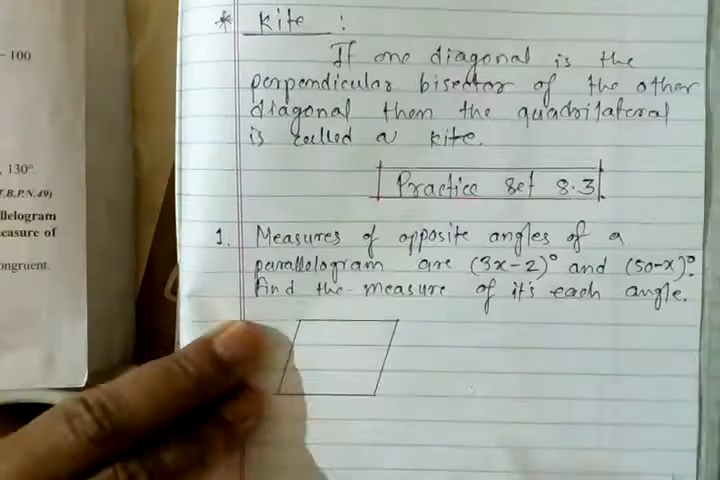 - 100
, 130°.
T.B.P.N.49)
llelogram
easure of
ongruent.
* Kite :
If one diagonal is the
perpendicular bisector of the other
diagonal then the quadrilateral
is called a kite.
Practice Set 8.3
1. Measures of opposite angles of a
parallelogram are (3x-2)° and (50-x)°.
Find the measure of it's each angle.